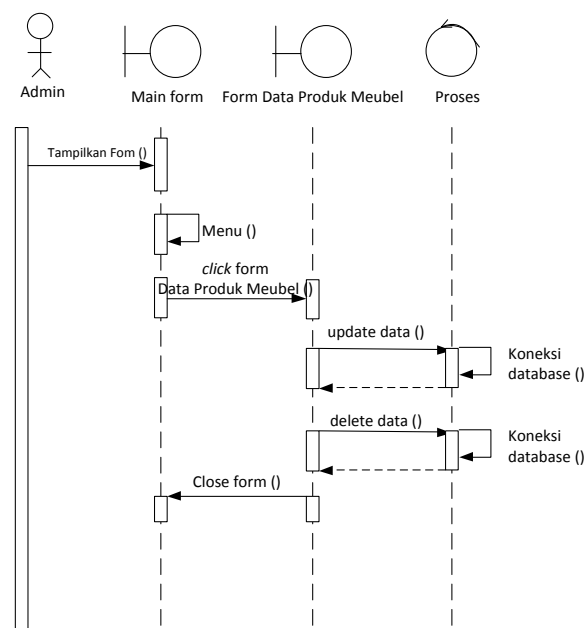 Admin
Main form
Form Data Produk Meubel
Proses
Tampilkan Fom ()
Menu ()
click form
Data Produk Meubel ()
update data ()
Koneksi
database ()
delete data ()
Koneksi
database ()
Close form ()